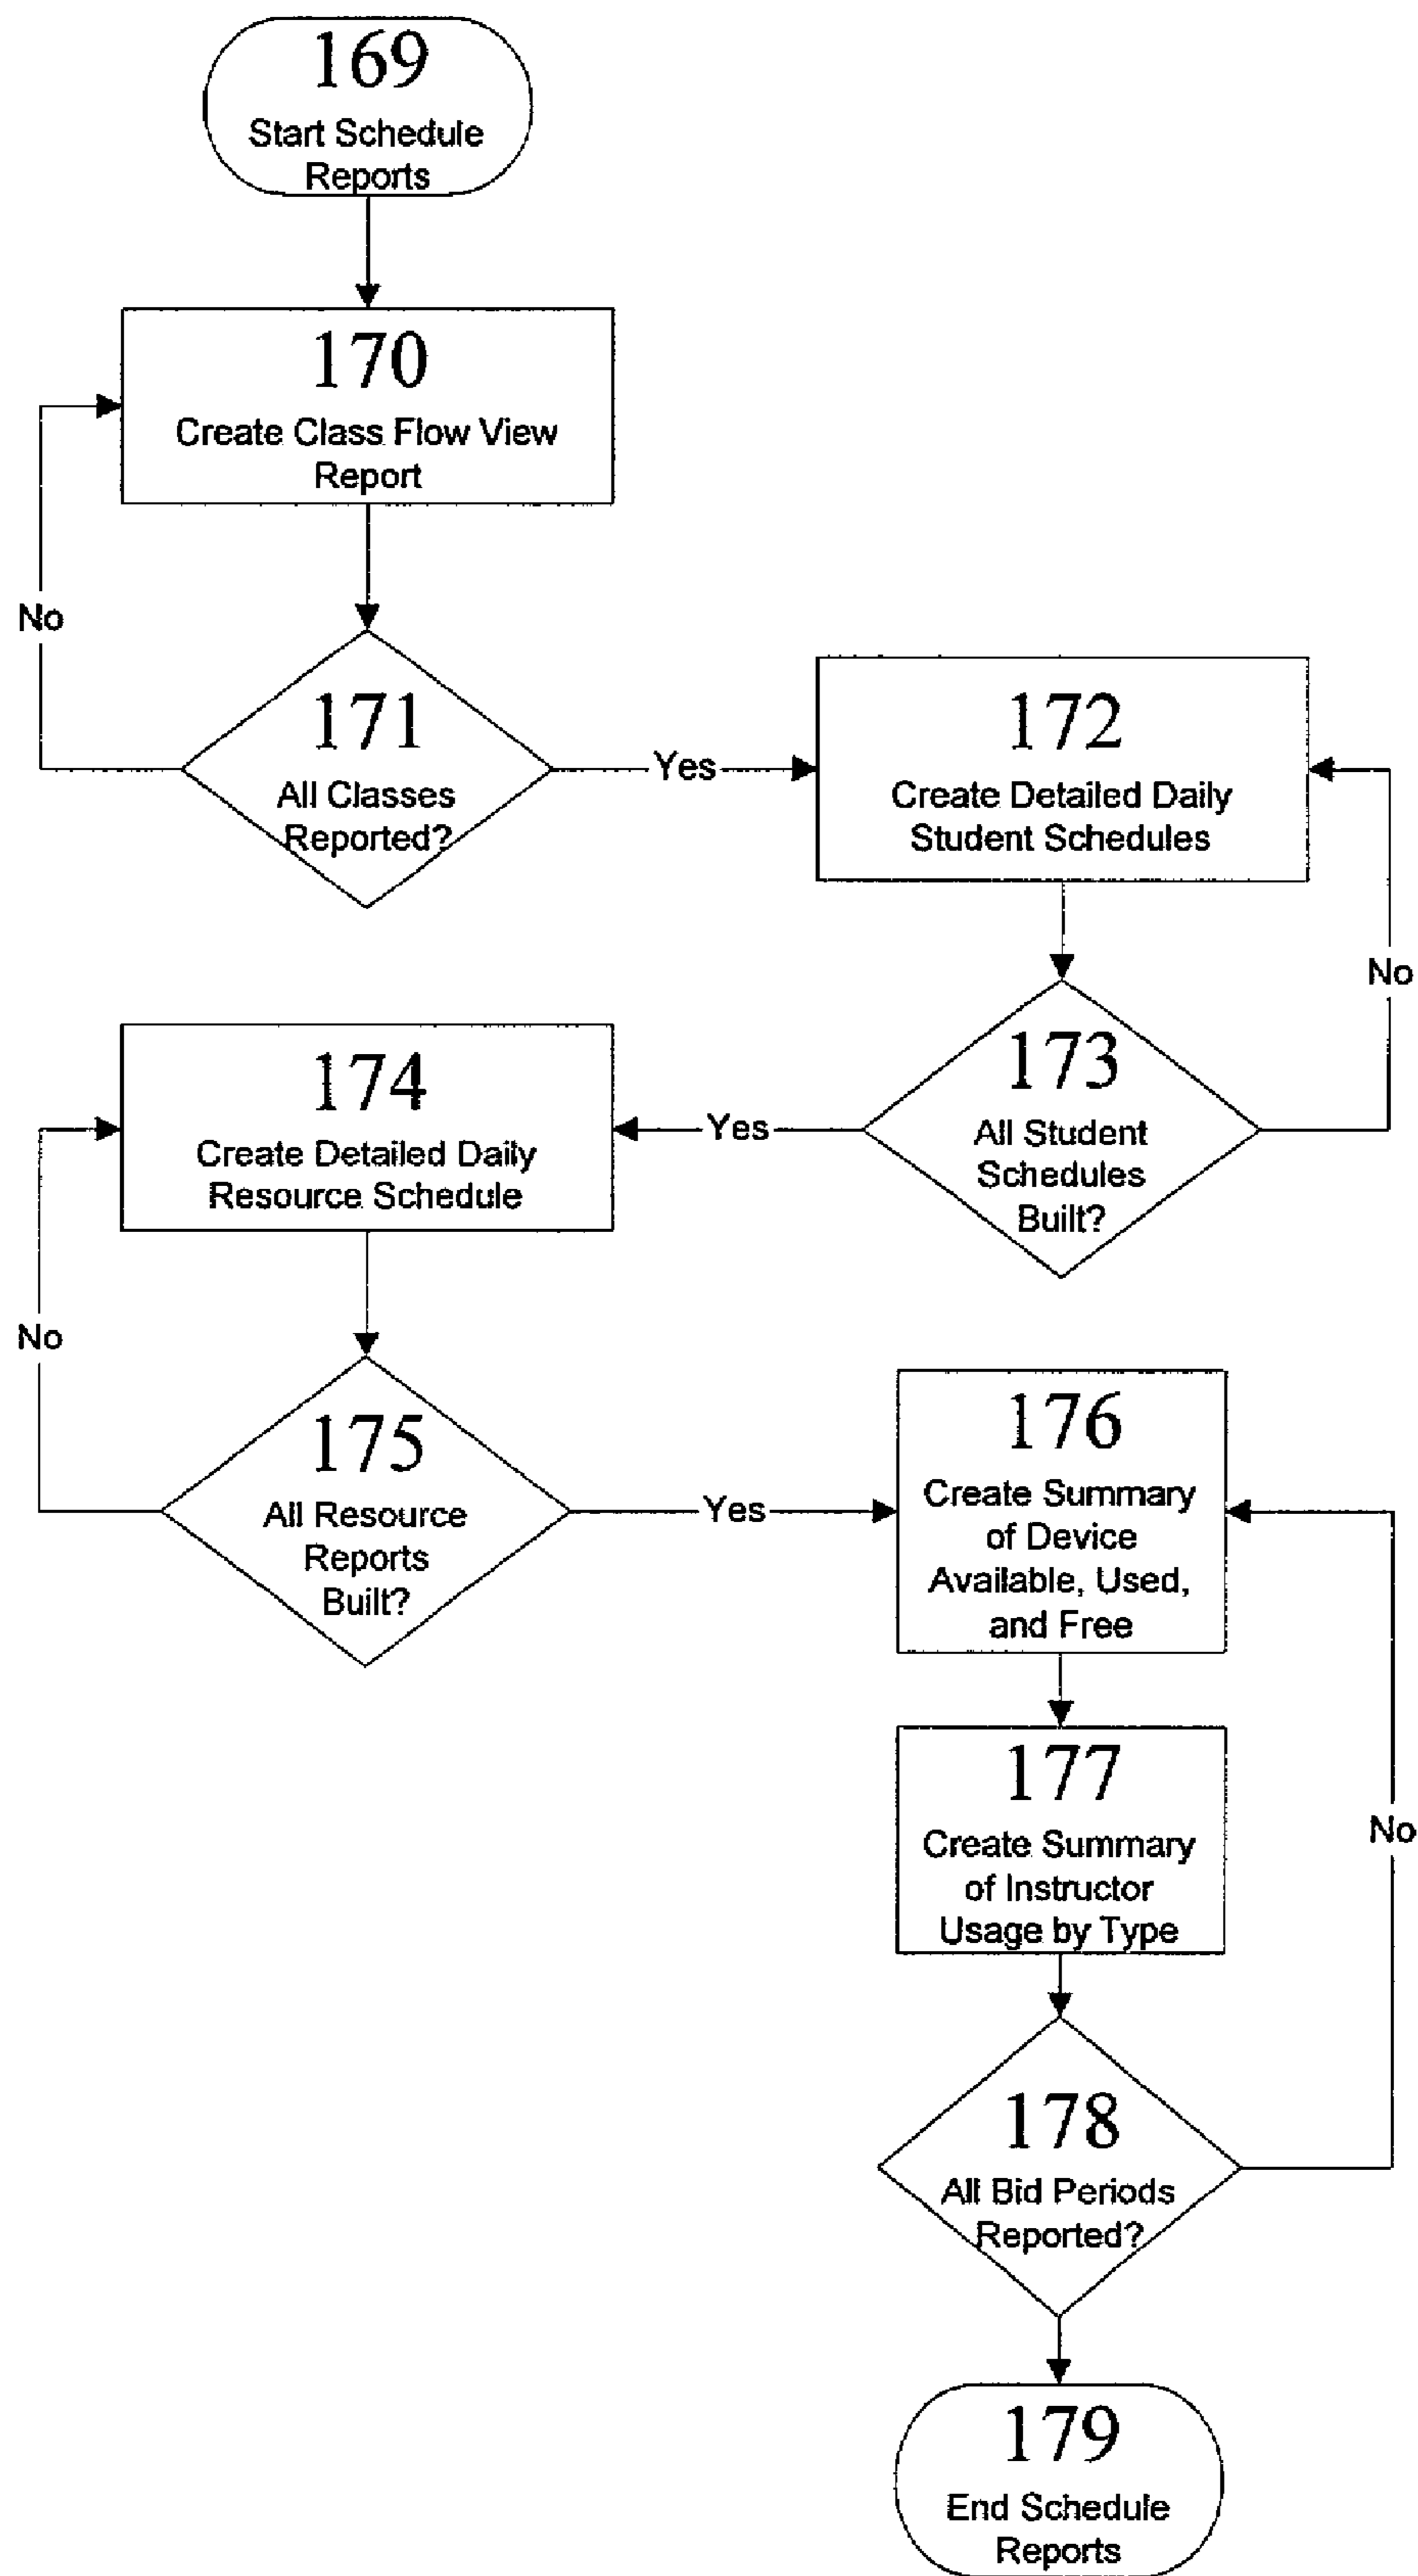 169
Start Schedule
Reports
170
Create Class Flow View
Report
No
171
All Classes
Reported?
Yes
172
Create Detailed Daily
Student Schedules
No
173
All Student
Schedules
Built?
Yes
174
Create Detailed Daily
Resource Schedule
No
175
All Resource
Reports
Built?
Yes
176
Create Summary
of Device
Available, Used,
and Free
177
Create Summary
of Instructor
Usage by Type
No
178
All Bid Periods
Reported?
179
End Schedule
Reports